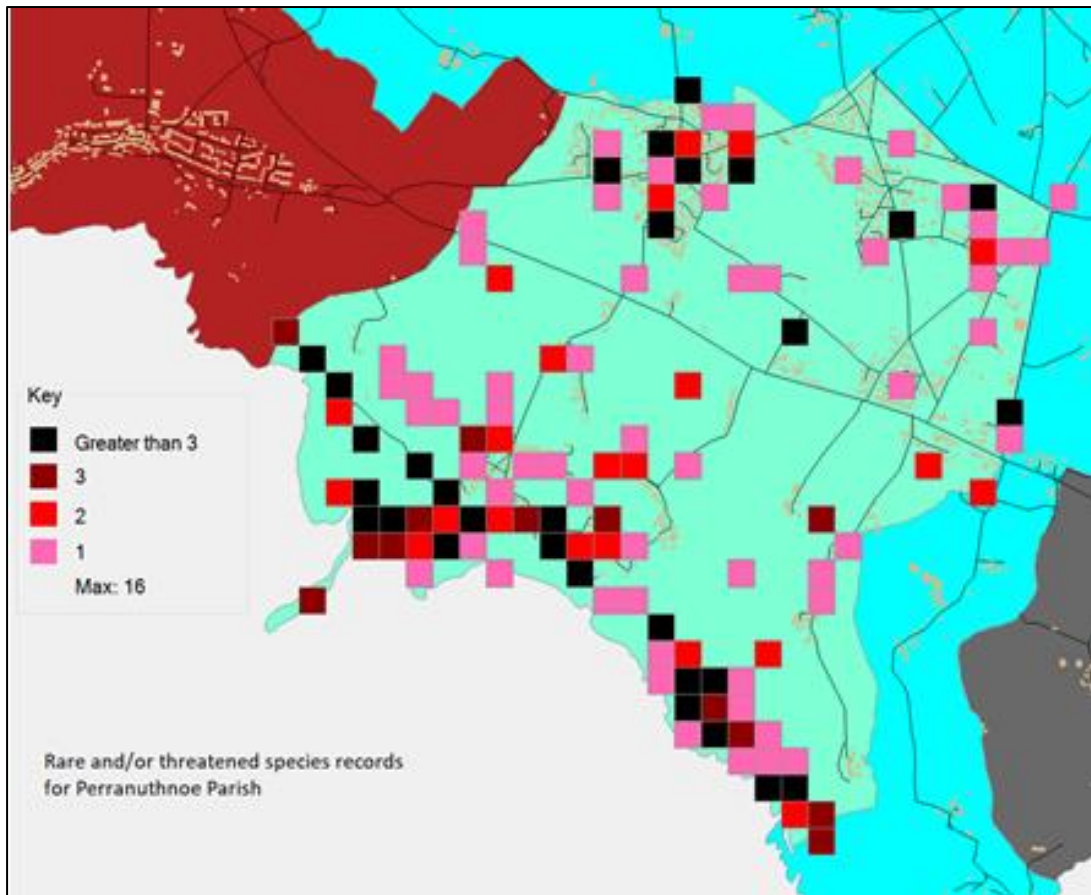 Key
Greater than 3
3
2
1
Max: 16
Rare and/or threatened species records
for Perranuthnoe Parish